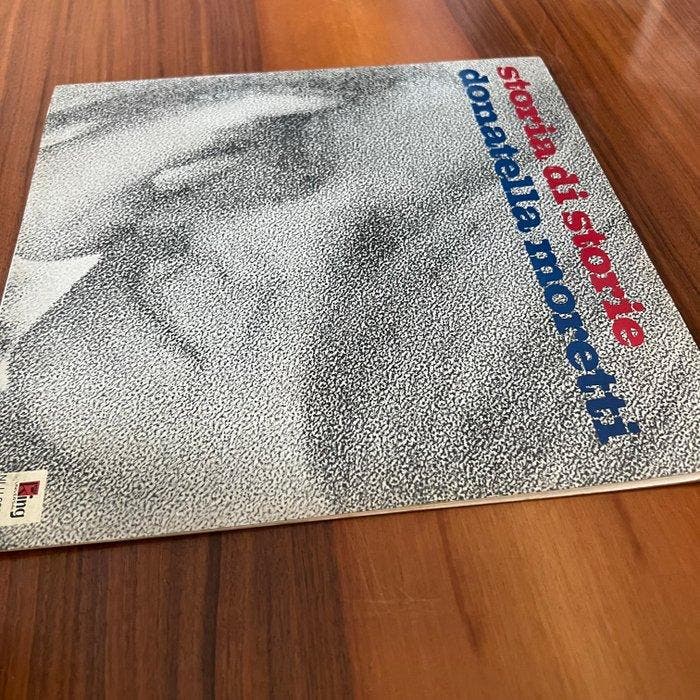 storia di storie
donatella moretti
King